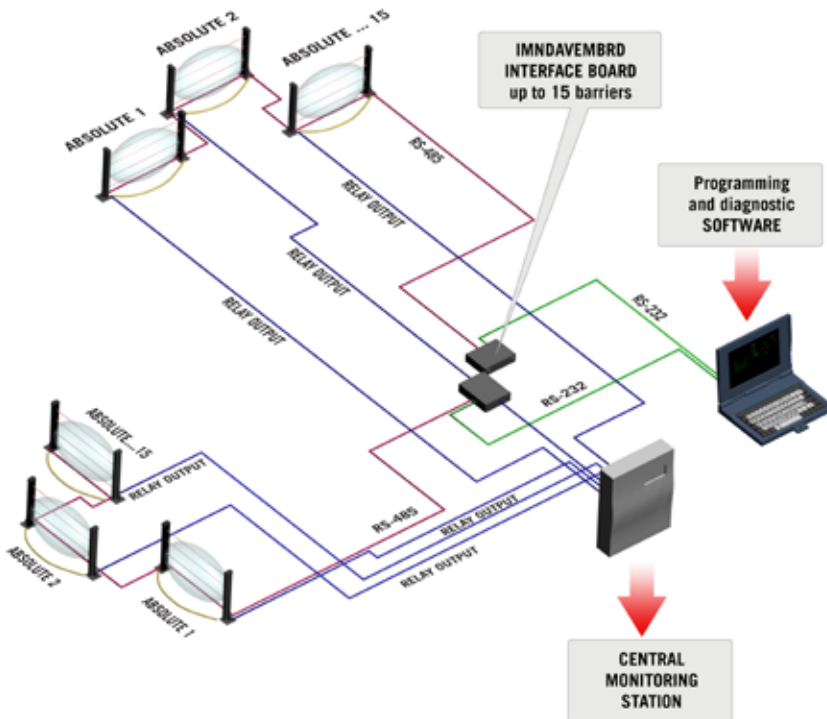 ABSOLUTE 2
ABSOLUTE ... 15
ABSOLUTE 1
IMNDAVEMBRD
INTERFACE BOARD
up to 15 barriers
RS-485
RELAY OUTPUT
RELAY OUTPUT
RELAY OUTPUT
Programming
and diagnostic
SOFTWARE
RS-232
RS-232
ABSOLUTE....15
RELAY OUTPUT
RS-485
RELAY OUTPUT
RELAY OUTPUT
ABSOLUTE 2
ABSOLUTE 1
CENTRAL
MONITORING
STATION